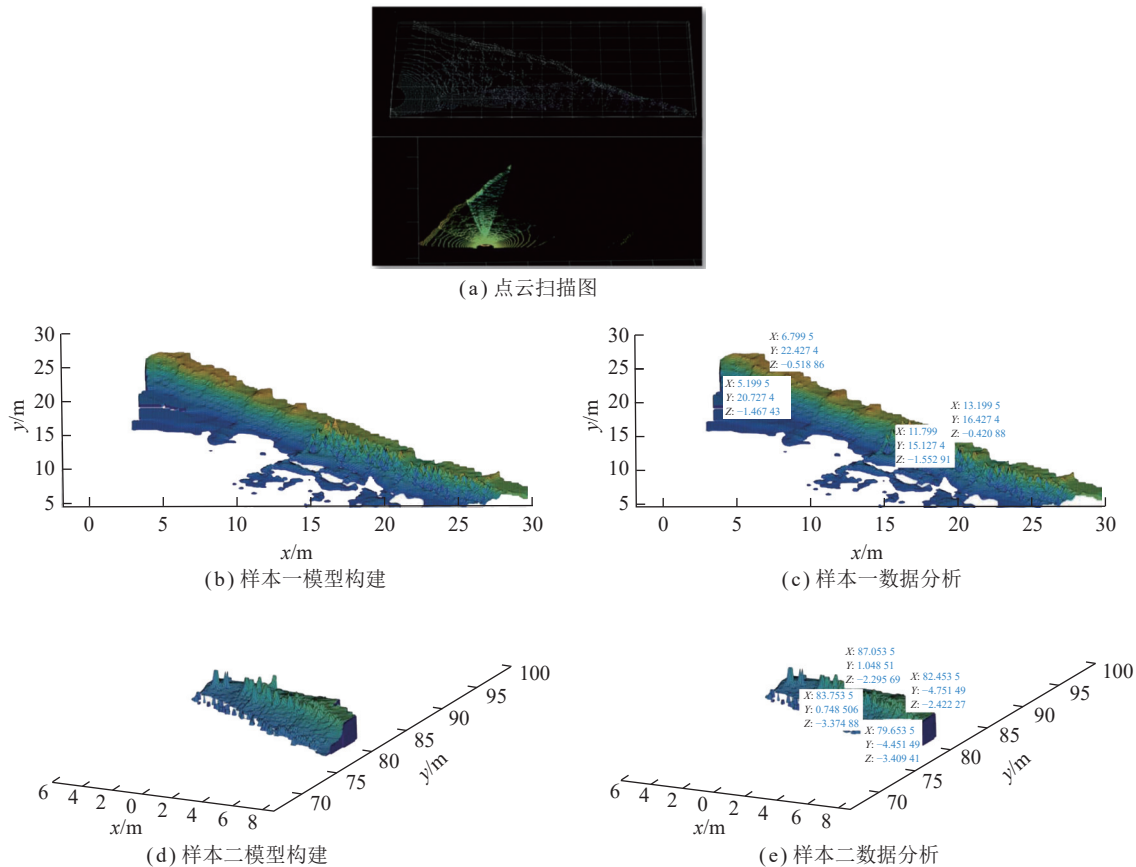 (a) 点云扫描图
30
25
20
15
10
5
y/m
0 5 10 15 20 25 30
x/m
(b) 样本一模型构建
30
25
20
15
10
5
y/m
X: 6.799 5
Y: 22.427 4
Z: −0.518 86
X: 5.199 5
Y: 20.727 4
Z: −1.467 43
X: 13.199 5
Y: 16.427 4
Z: −0.420 88
X: 11.799
Y: 15.127 4
Z: −1.552 91
0 5 10 15 20 25 30
x/m
(c) 样本一数据分析
100
95
90
85
80
75
70
y/m
6 4 2 0 2 4 6 8
x/m
(d) 样本二模型构建
X: 87.053 5
Y: 1.048 51
Z: −2.295 69
X: 82.453 5
Y: −4.751 49
Z: −2.422 27
X: 83.753 5
Y: 0.748 506
Z: −3.374 88
X: 79.653 5
Y: −4.451 49
Z: −3.409 41
100
95
90
85
80
75
70
y/m
6 4 2 0 2 4 6 8
x/m
(e) 样本二数据分析